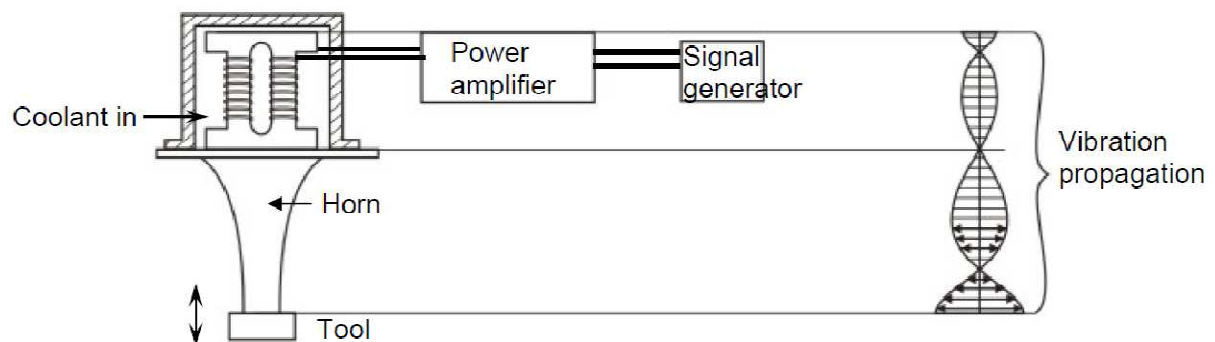 Power
amplifier
Signal
generator
Coolant in
Vibration
propagation
Horn
Tool